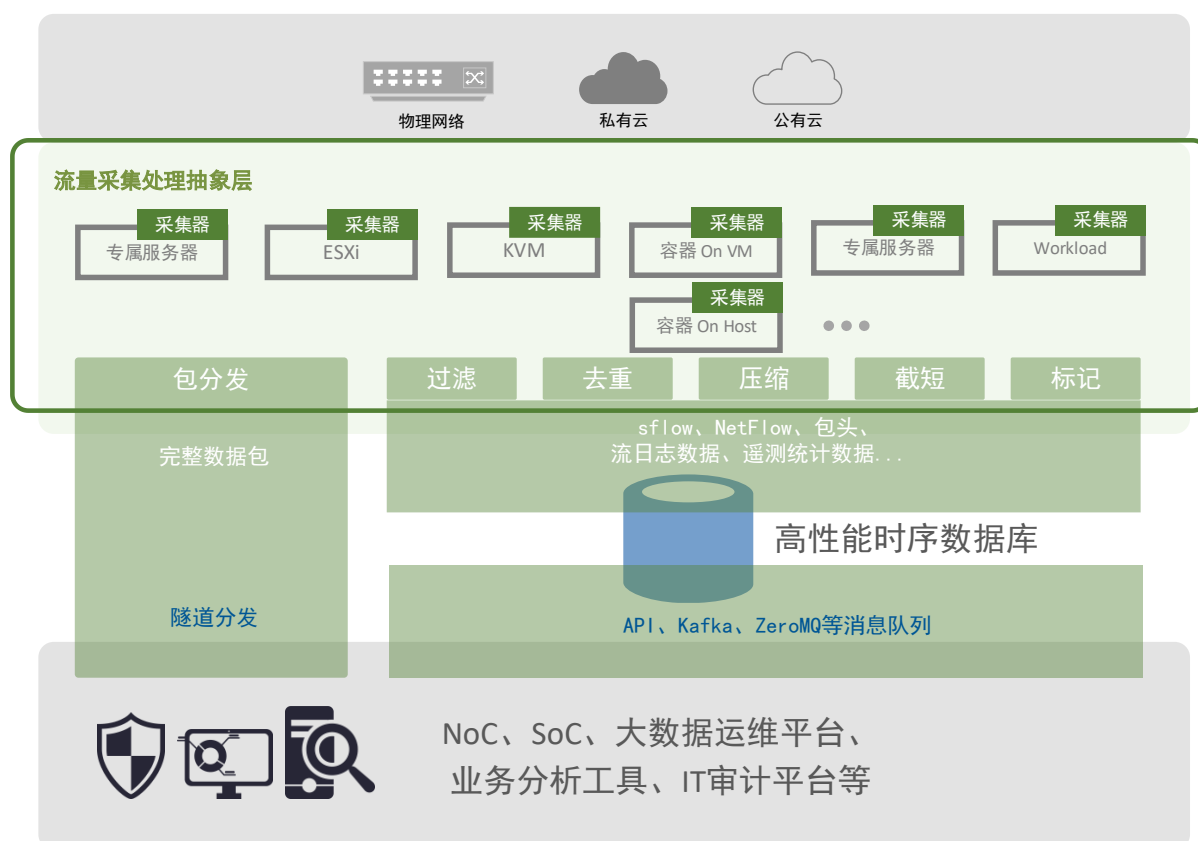 物理网络
私有云
公有云
流量采集处理抽象层
采集器
专属服务器
采集器
ESXi
采集器
KVM
采集器
容器 On VM
采集器
专属服务器
采集器
Workload
采集器
容器 On Host
包分发
过滤
去重
压缩
截短
标记
完整数据包
sflow、NetFlow、包头、
流日志数据、遥测统计数据...
高性能时序数据库
隧道分发
API、Kafka、ZeroMQ等消息队列
NoC、SoC、大数据运维平台、
业务分析工具、IT审计平台等